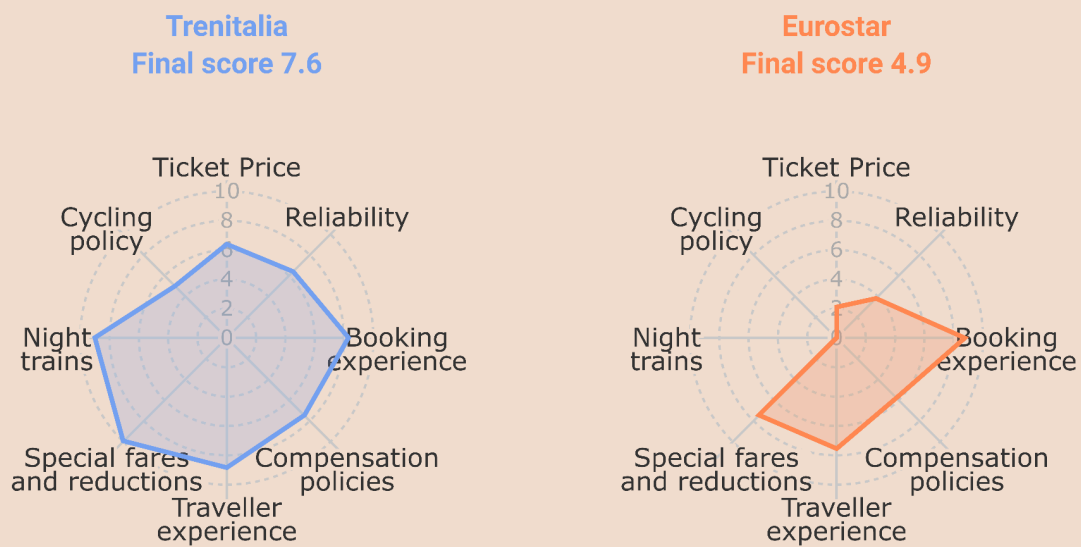 Trenitalia
Final score 7.6
Ticket Price
10
8
6
4
2
0
Reliability
Booking
experience
Compensation
policies
Traveller
experience
Special fares
and reductions
Night
trains
Cycling
policy
Eurostar
Final score 4.9
Ticket Price
10
8
6
4
2
0
Reliability
Booking
experience
Compensation
policies
Traveller
experience
Special fares
and reductions
Night
trains
Cycling
policy